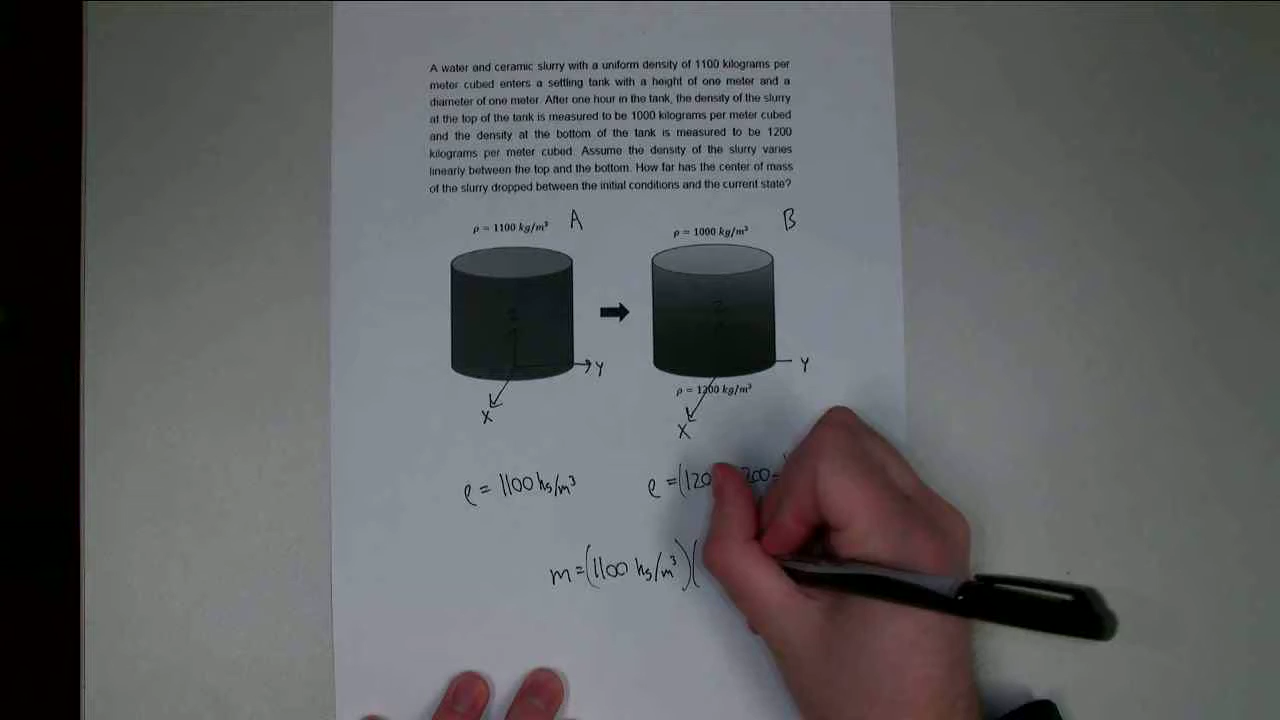 A water and ceramic slurry with a uniform density of 1100 kilograms per
meter cubed enters a settling tank with a height of one meter and a
diameter of one meter. After one hour in the tank, the density of the slurry
at the top of the tank is measured to be 1000 kilograms per meter cubed
and the density at the bottom of the tank is measured to be 1200
kilograms per meter cubed. Assume the density of the slurry varies
linearly between the top and the bottom. How far has the center of mass
of the slurry dropped between the initial conditions and the current state?
ρ = 1100 kg/m³ A
ρ = 1000 kg/m³ B
Z Z
Y Y
ρ = 1200 kg/m³
X X
ρ = 1100 kg/m³ ρ = (120 200
m = (1100 kg/m³)(